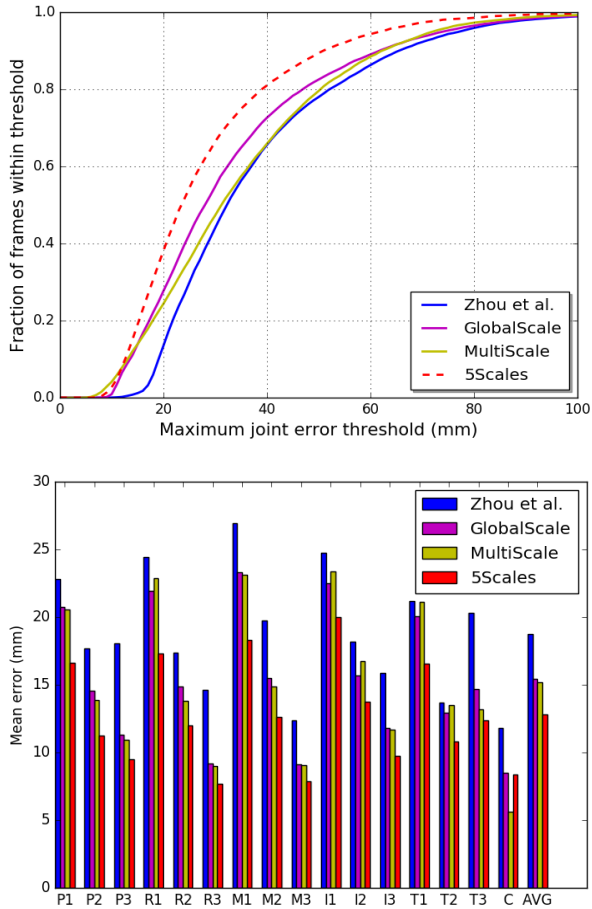 1.0
0.8
0.6
0.4
0.2
0.0
Fraction of frames within threshold
Zhou et al.
GlobalScale
MultiScale
5Scales
0 20 40 60 80 100
Maximum joint error threshold (mm)
30
25
20
15
10
5
0
Mean error (mm)
Zhou et al.
GlobalScale
MultiScale
5Scales
P1 P2 P3 R1 R2 R3 M1 M2 M3 I1 I2 I3 T1 T2 T3 C AVG